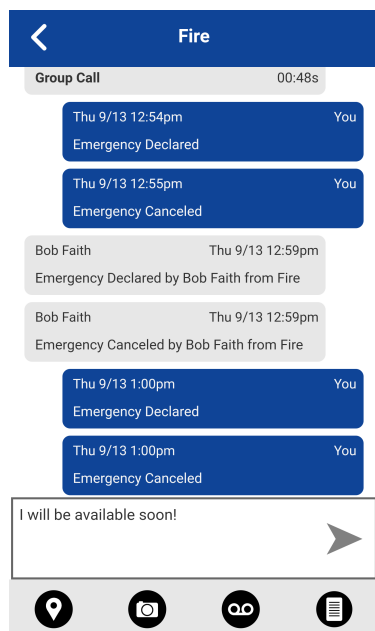 Fire
Group Call 00:48s
Thu 9/13 12:54pm You
Emergency Declared
Thu 9/13 12:55pm You
Emergency Canceled
Bob Faith Thu 9/13 12:59pm
Emergency Declared by Bob Faith from Fire
Bob Faith Thu 9/13 12:59pm
Emergency Canceled by Bob Faith from Fire
Thu 9/13 1:00pm You
Emergency Declared
Thu 9/13 1:00pm You
Emergency Canceled
I will be available soon!